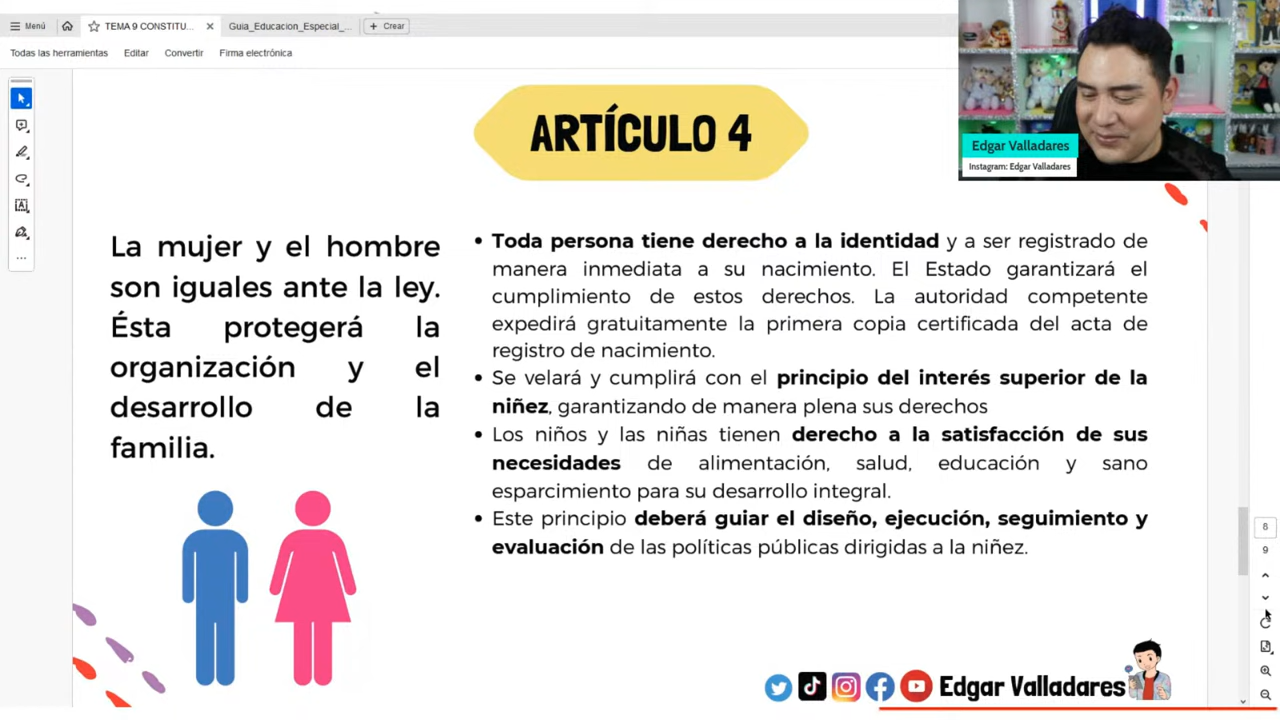 Menú
TEMA 9 CONSTITU...
Guia_Educacion_Especial_...
Crear
Todas las herramientas Editar Convertir Firma electrónica
ARTÍCULO 4
Edgar Valladares
Instagram: Edgar Valladares
La mujer y el hombre
son iguales ante la ley.
Ésta protegerá la
organización y el
desarrollo de la
familia.
• Toda persona tiene derecho a la identidad y a ser registrado de
manera inmediata a su nacimiento. El Estado garantizará el
cumplimiento de estos derechos. La autoridad competente
expedirá gratuitamente la primera copia certificada del acta de
registro de nacimiento.
• Se velará y cumplirá con el principio del interés superior de la
niñez, garantizando de manera plena sus derechos
• Los niños y las niñas tienen derecho a la satisfacción de sus
necesidades de alimentación, salud, educación y sano
esparcimiento para su desarrollo integral.
• Este principio deberá guiar el diseño, ejecución, seguimiento y
evaluación de las políticas públicas dirigidas a la niñez.
8
9
Edgar Valladares